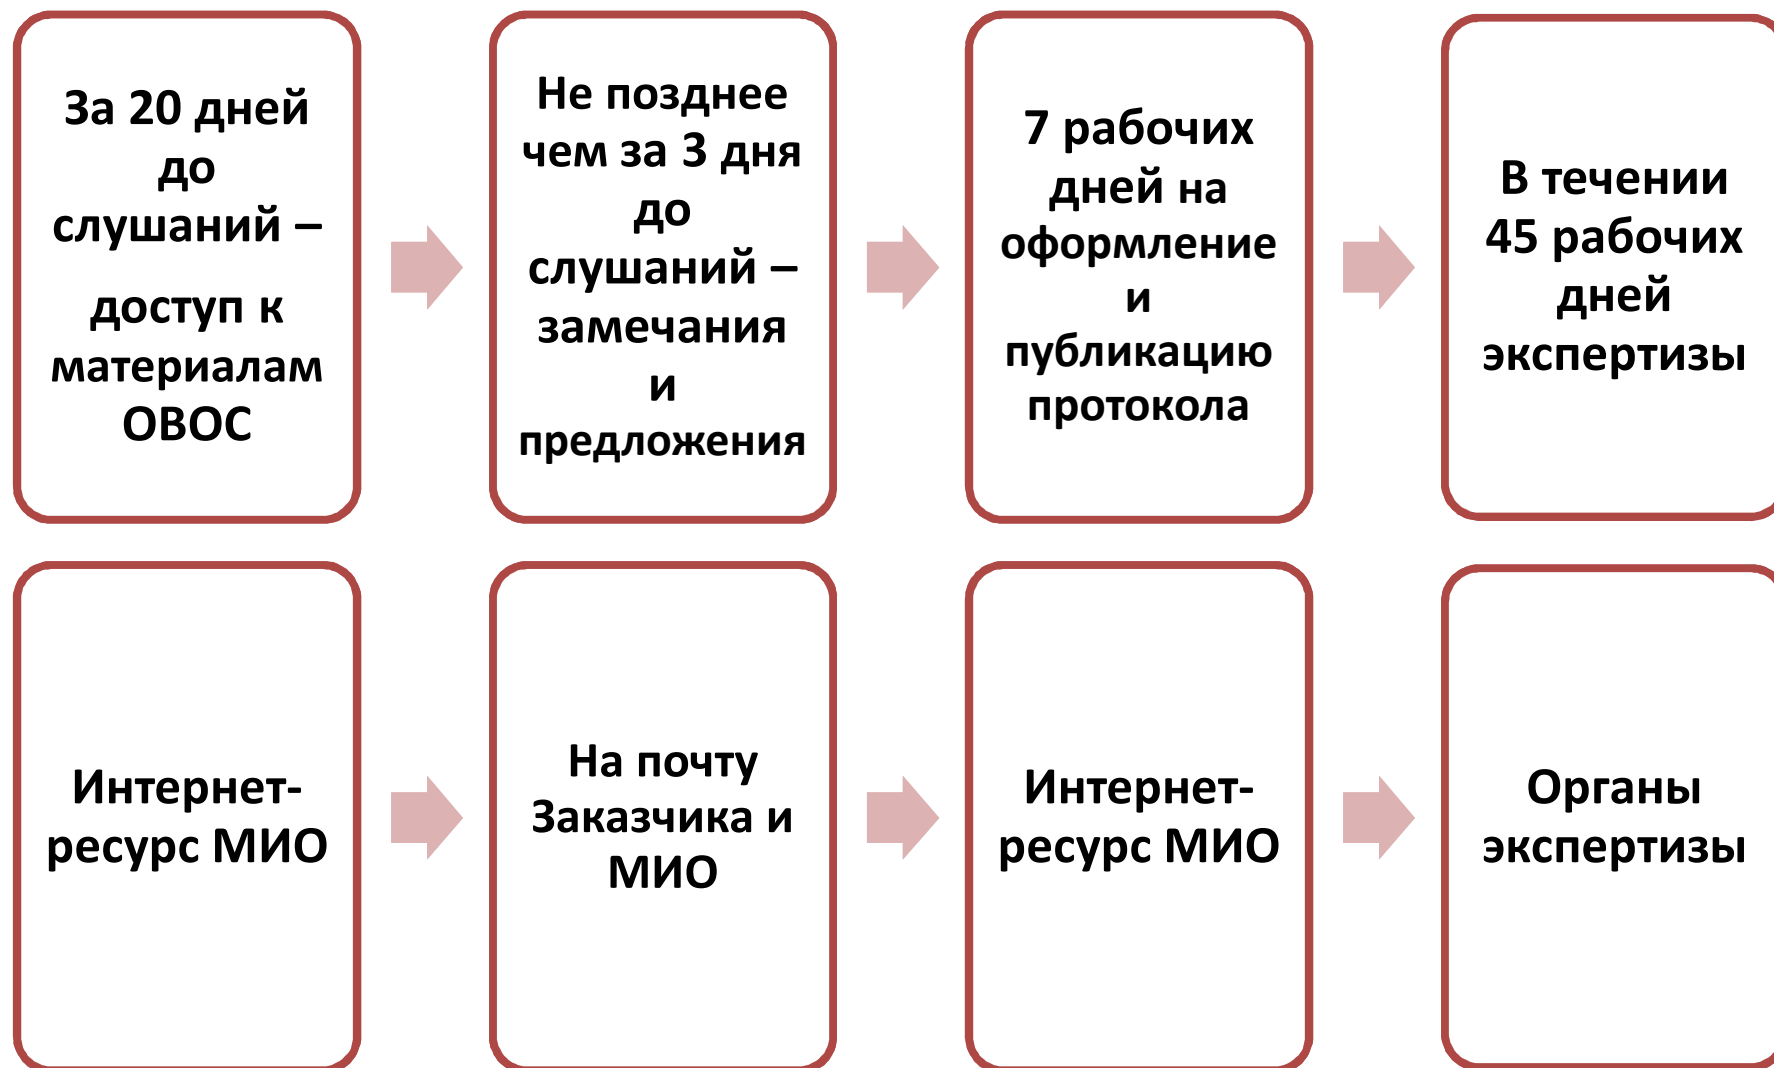 За 20 дней
до
слушаний –
доступ к
материалам
ОВОС
Не позднее
чем за 3 дня
до
слушаний –
замечания
и
предложения
7 рабочих
дней на
оформление
и
публикацию
протокола
В течении
45 рабочих
дней
экспертизы
Интернет-
ресурс МИО
На почту
Заказчика и
МИО
Интернет-
ресурс МИО
Органы
экспертизы